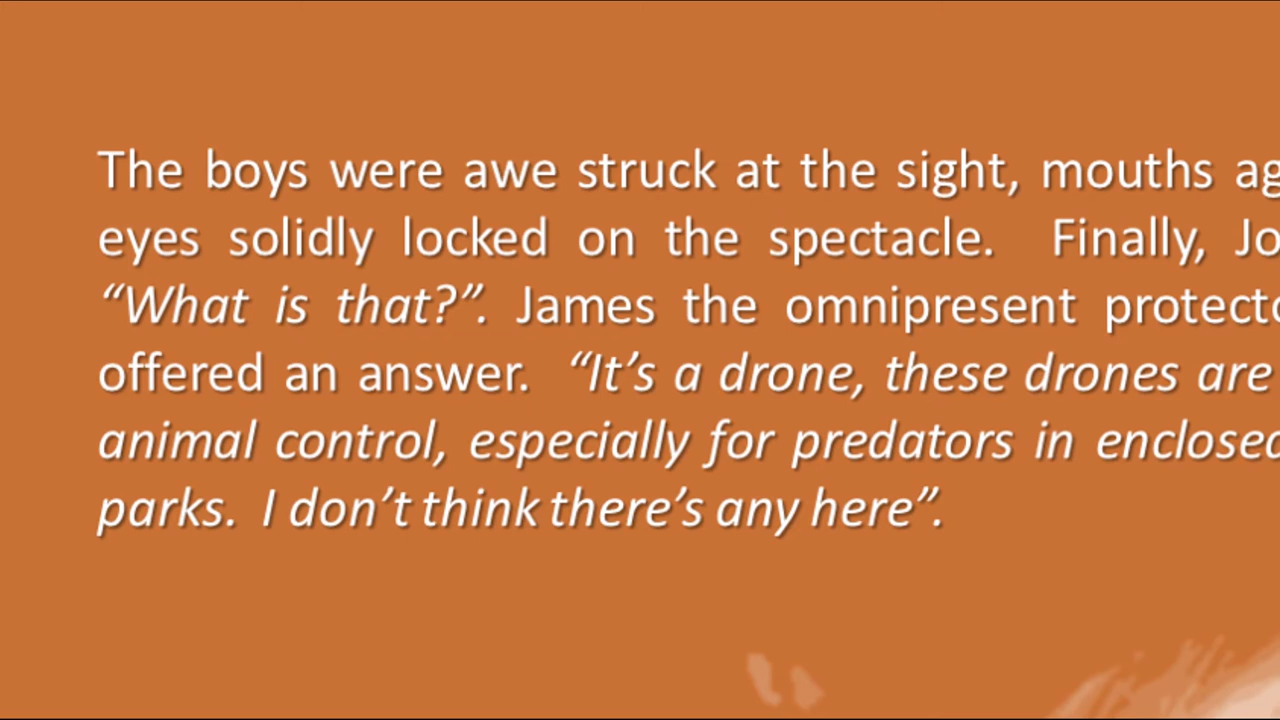 The boys were awe struck at the sight, mouths
eyes solidly locked on the spectacle. Finally,
“What is that?”. James the omnipresent
offered an answer. “It’s a drone, these drones are
animal control, especially for predators in enclosed
parks. I don’t think there’s any here”.